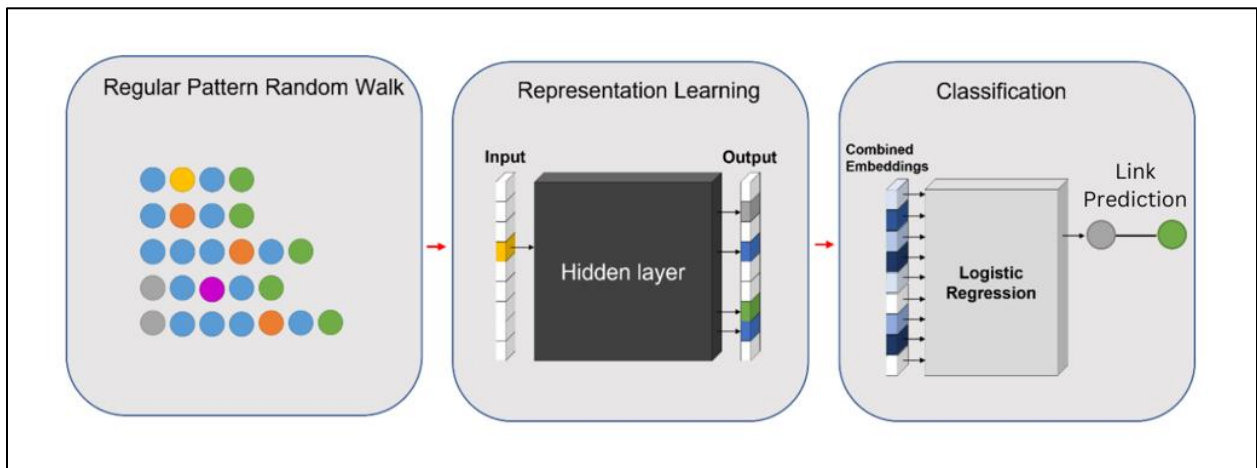 Regular Pattern Random Walk
Representation Learning
Input
Output
Hidden layer
Classification
Combined
Embeddings
Link
Prediction
Logistic
Regression